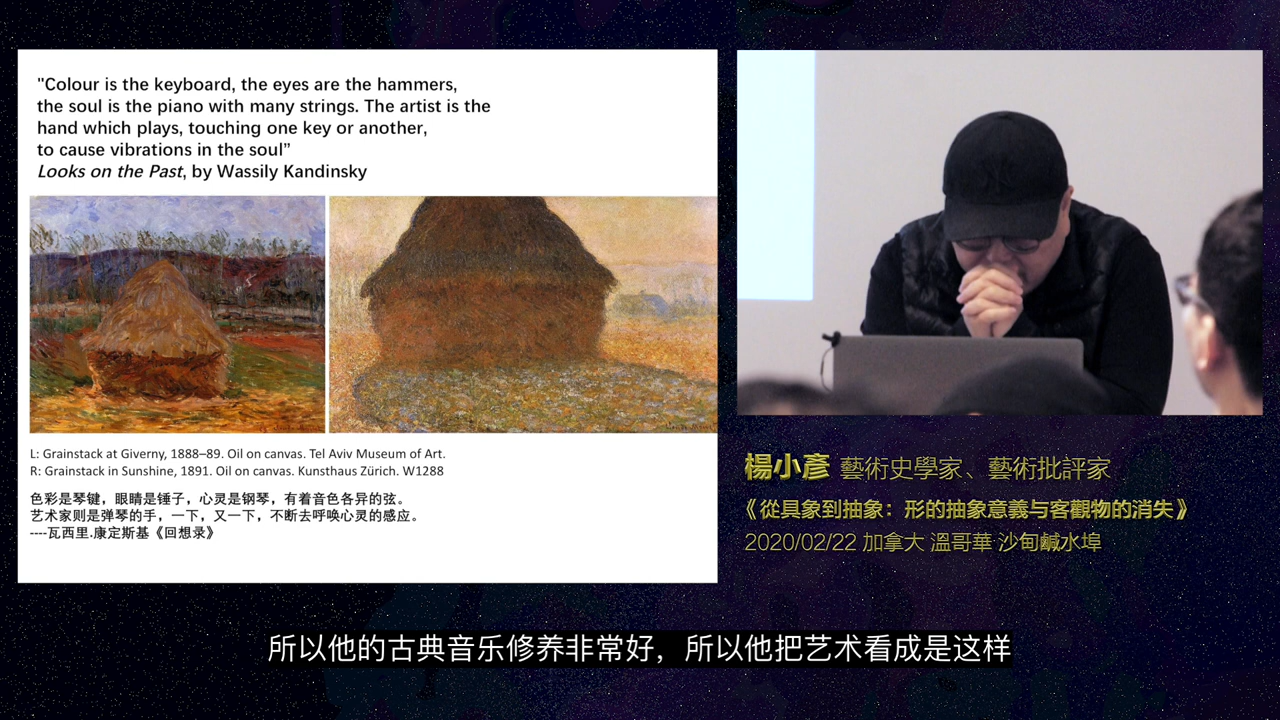 "Colour is the keyboard, the eyes are the hammers,
the soul is the piano with many strings. The artist is the
hand which plays, touching one key or another,
to cause vibrations in the soul”
Looks on the Past, by Wassily Kandinsky
L: Grainstack at Giverny, 1888–89. Oil on canvas. Tel Aviv Museum of Art.
R: Grainstack in Sunshine, 1891. Oil on canvas. Kunsthaus Zürich. W1288
色彩是琴键，眼睛是锤子，心灵是钢琴，有着音色各异的弦。
艺术家则是弹琴的手，一下，又一下，不断去呼唤心灵的感应。
----瓦西里.康定斯基《回想录》
楊小彥 藝術史學家、藝術批評家
《從具象到抽象：形的抽象意義与客觀物的消失》
2020/02/22 加拿大 溫哥華 沙甸鹹水埠
所以他的古典音乐修养非常好，所以他把艺术看成是这样